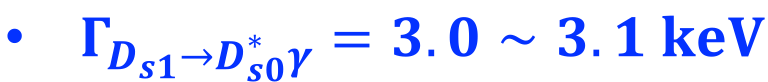 • Γ_{D_{s1}→D^*_{s0}γ} = 3.0 ~ 3.1 keV